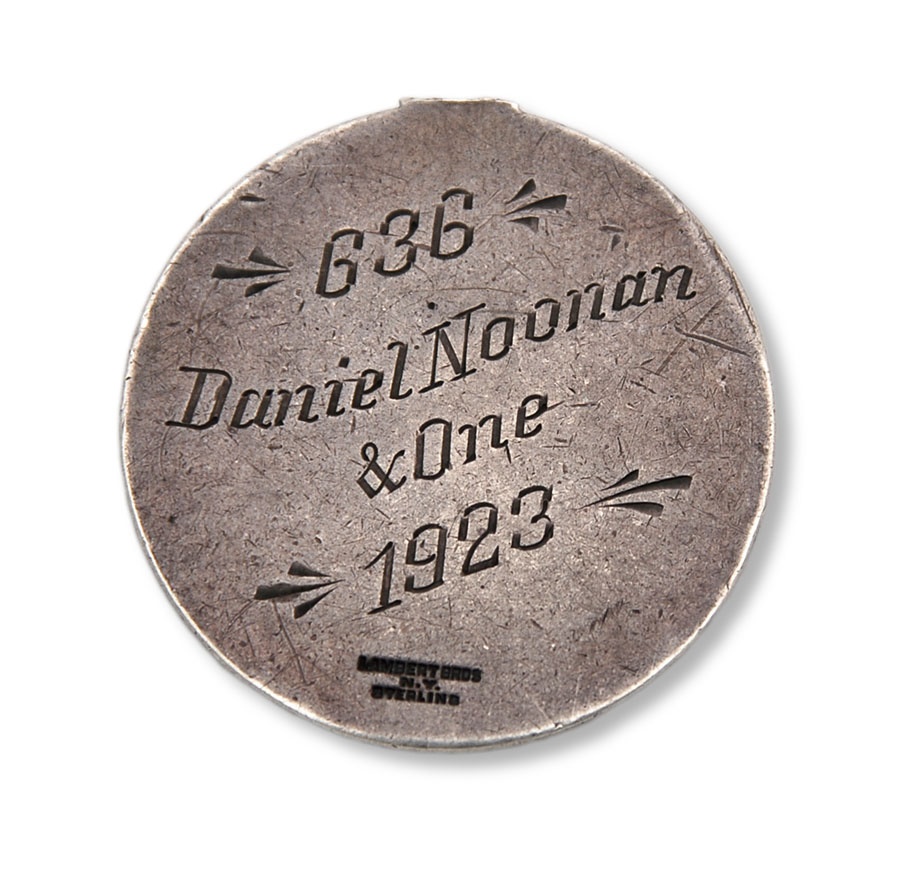 636
Daniel Noonan
& One
1923
LAMBERT BROS
N.Y.
STERLING